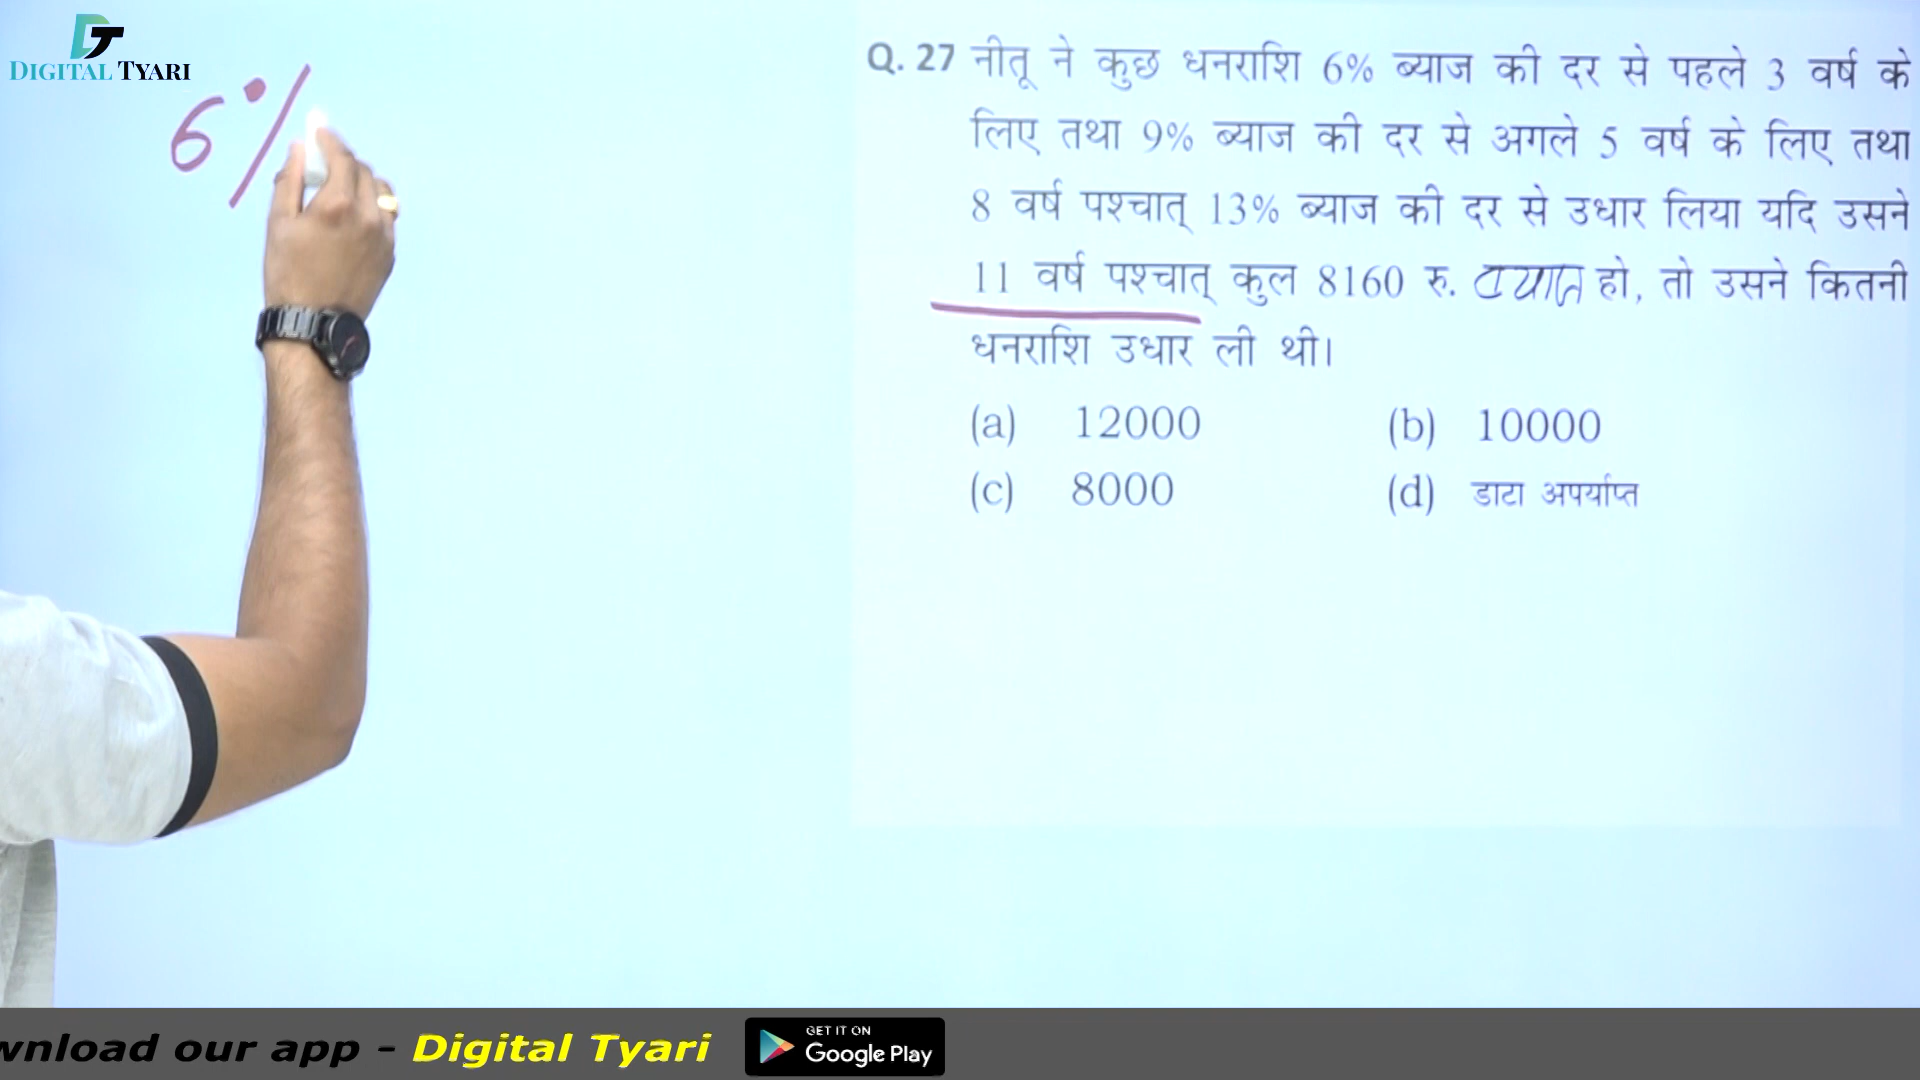 DT
DIGITAL TYARI
6%
Q. 27 नीतू ने कुछ धनराशि 6% ब्याज की दर से पहले 3 वर्ष के
लिए तथा 9% ब्याज की दर से अगले 5 वर्ष के लिए तथा
8 वर्ष पश्चात् 13% ब्याज की दर से उधार लिया यदि उसने
11 वर्ष पश्चात् कुल 8160 रु. ब्याज हो, तो उसने कितनी
धनराशि उधार ली थी।
(a) 12000 (b) 10000
(c) 8000 (d) डाटा अपर्याप्त
wnload our app - Digital Tyari
GET IT ON
Google Play